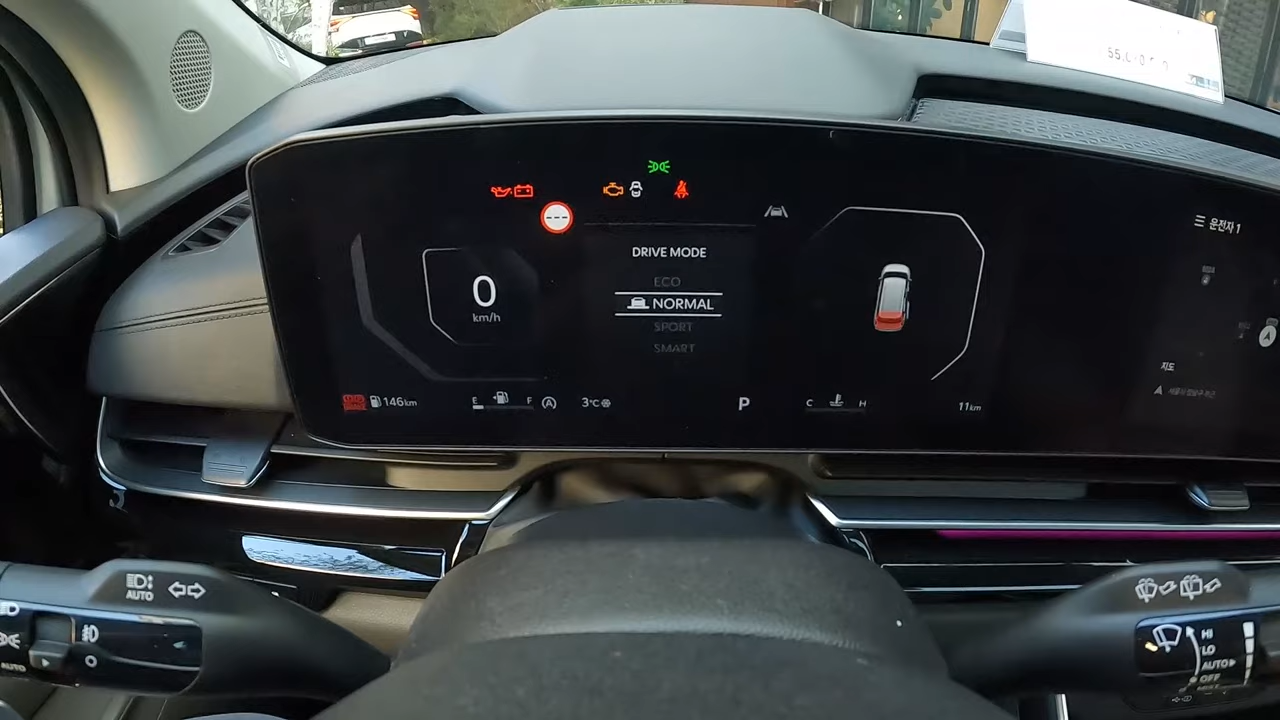 운전자 1
DRIVE MODE
ECO
0
km/h
NORMAL
SPORT
SMART
지도
146km
E
F
A
3°C
P
C
H
11km
AUTO
AUTO
HI
LO
AUTO
OFF